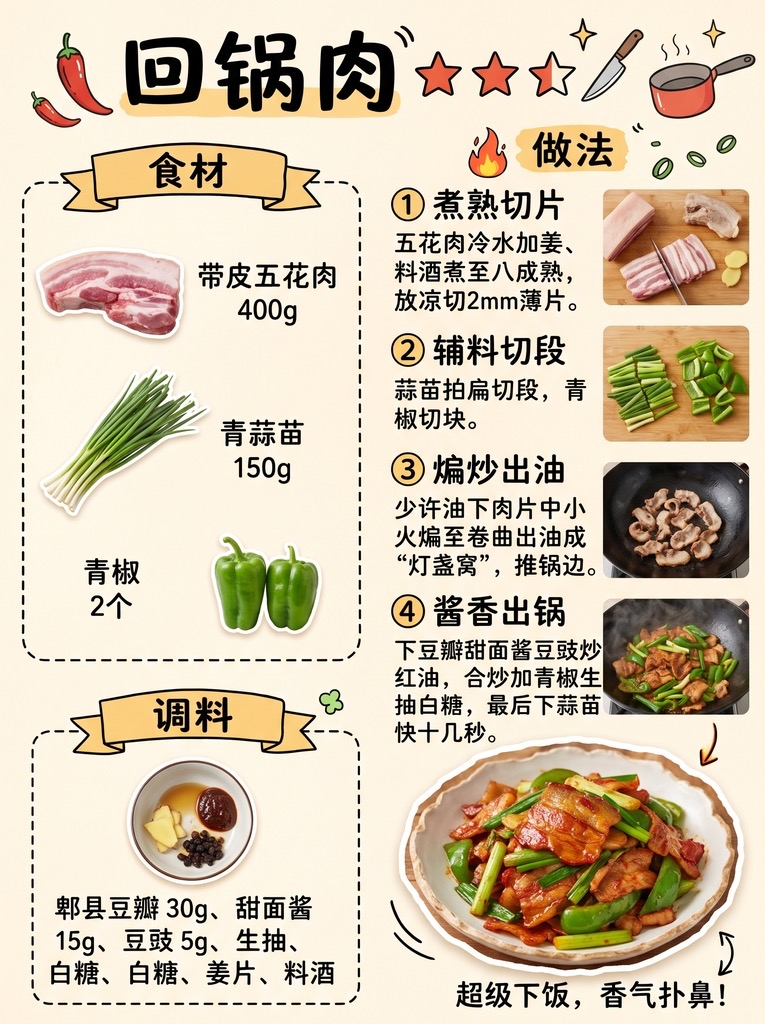 回锅肉
食材
带皮五花肉
400g
青蒜苗
150g
青椒
2个
调料
郫县豆瓣 30g、甜面酱
15g、豆豉 5g、生抽、
白糖、白糖、姜片、料酒
做法
① 煮熟切片
五花肉冷水加姜、
料酒煮至八成熟，
放凉切2mm薄片。
② 辅料切段
蒜苗拍扁切段，青
椒切块。
③ 煸炒出油
少许油下肉片中小
火煸至卷曲出油成
“灯盏窝”，推锅边。
④ 酱香出锅
下豆瓣甜面酱豆豉炒
红油，合炒加青椒生
抽白糖，最后下蒜苗
快十几秒。
超级下饭，香气扑鼻！